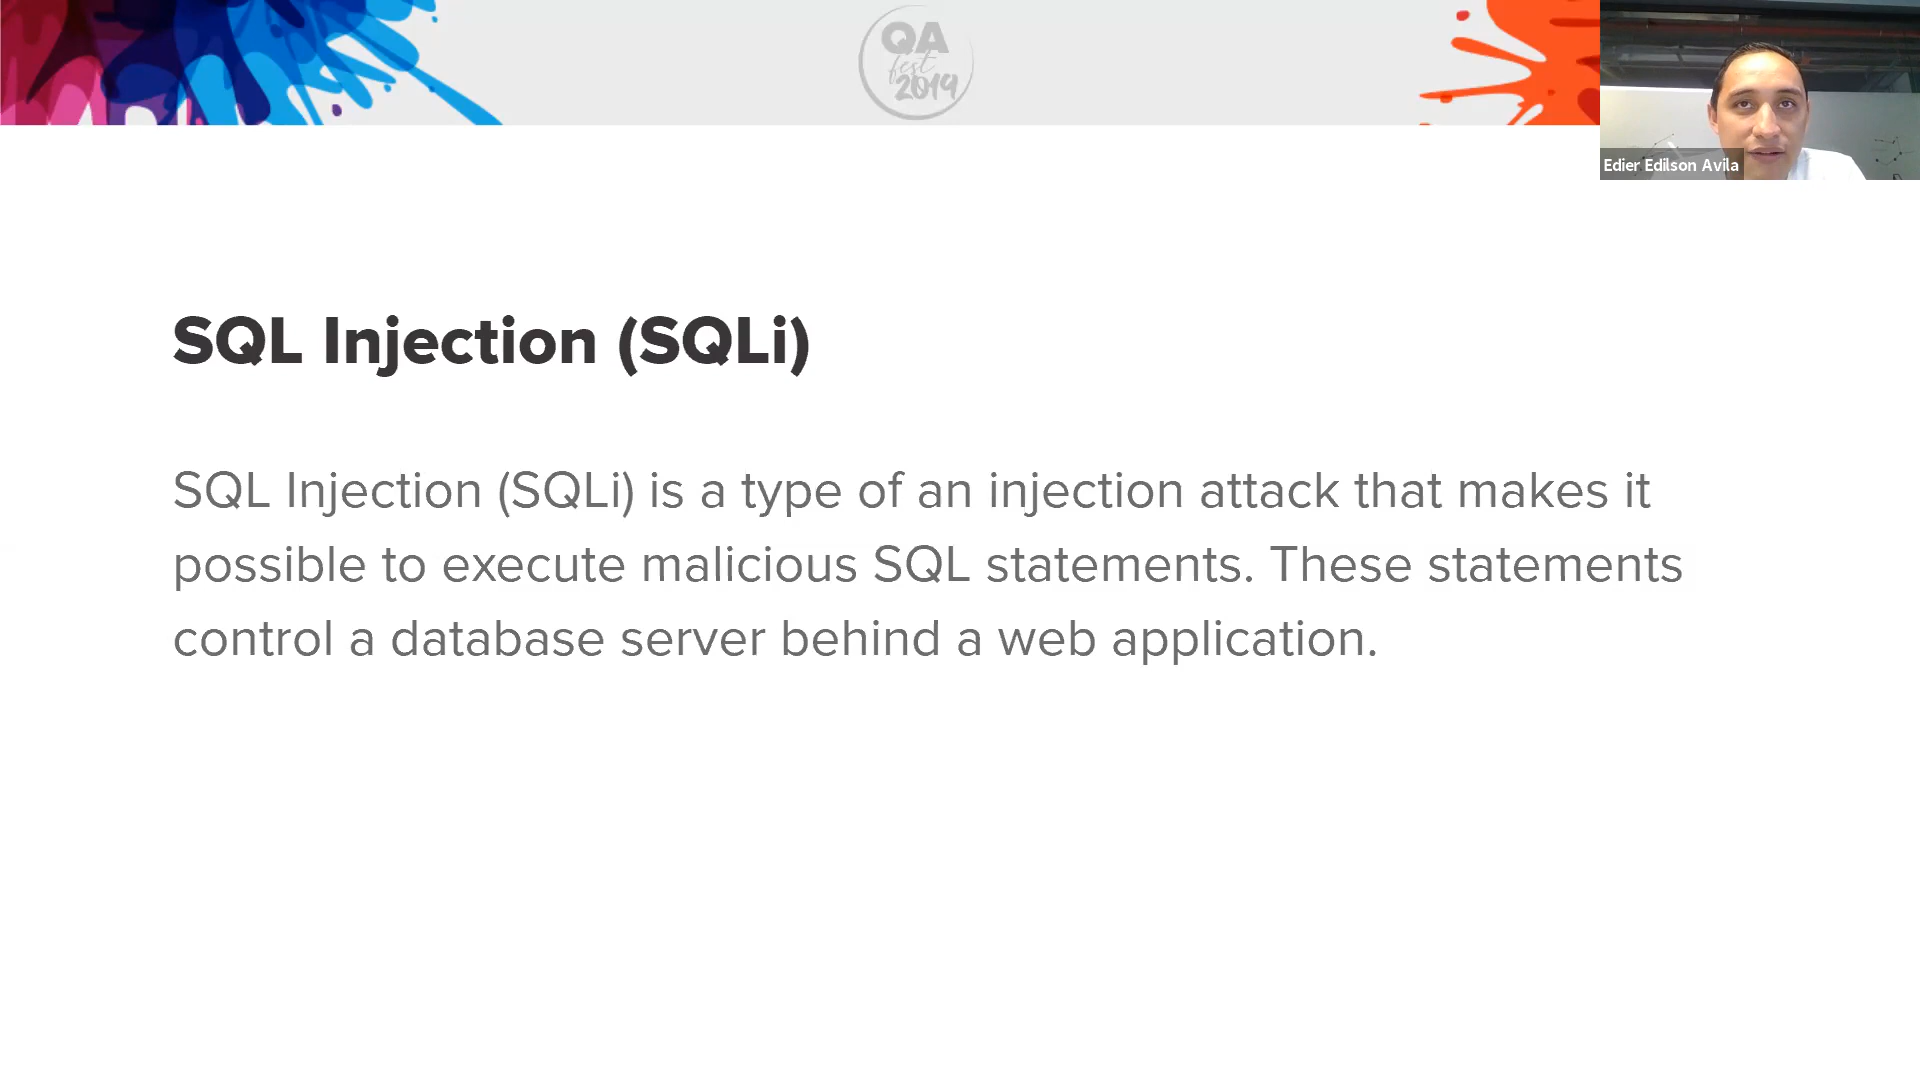 QA
fest
2019
Edier Edilson Avila
SQL Injection (SQLi)
SQL Injection (SQLi) is a type of an injection attack that makes it
possible to execute malicious SQL statements. These statements
control a database server behind a web application.